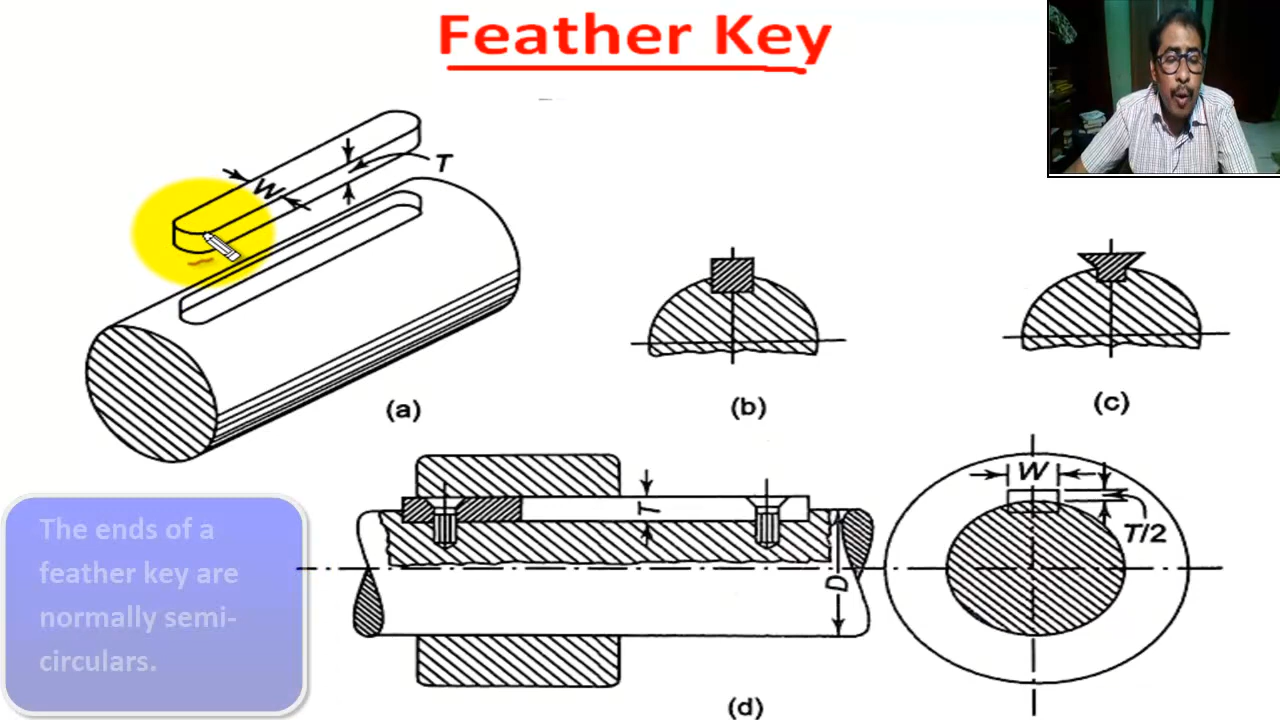 Feather Key
T
W
(a)
(b)
(c)
The ends of a
feather key are
normally semi-
circulars.
T
D
W
T/2
(d)